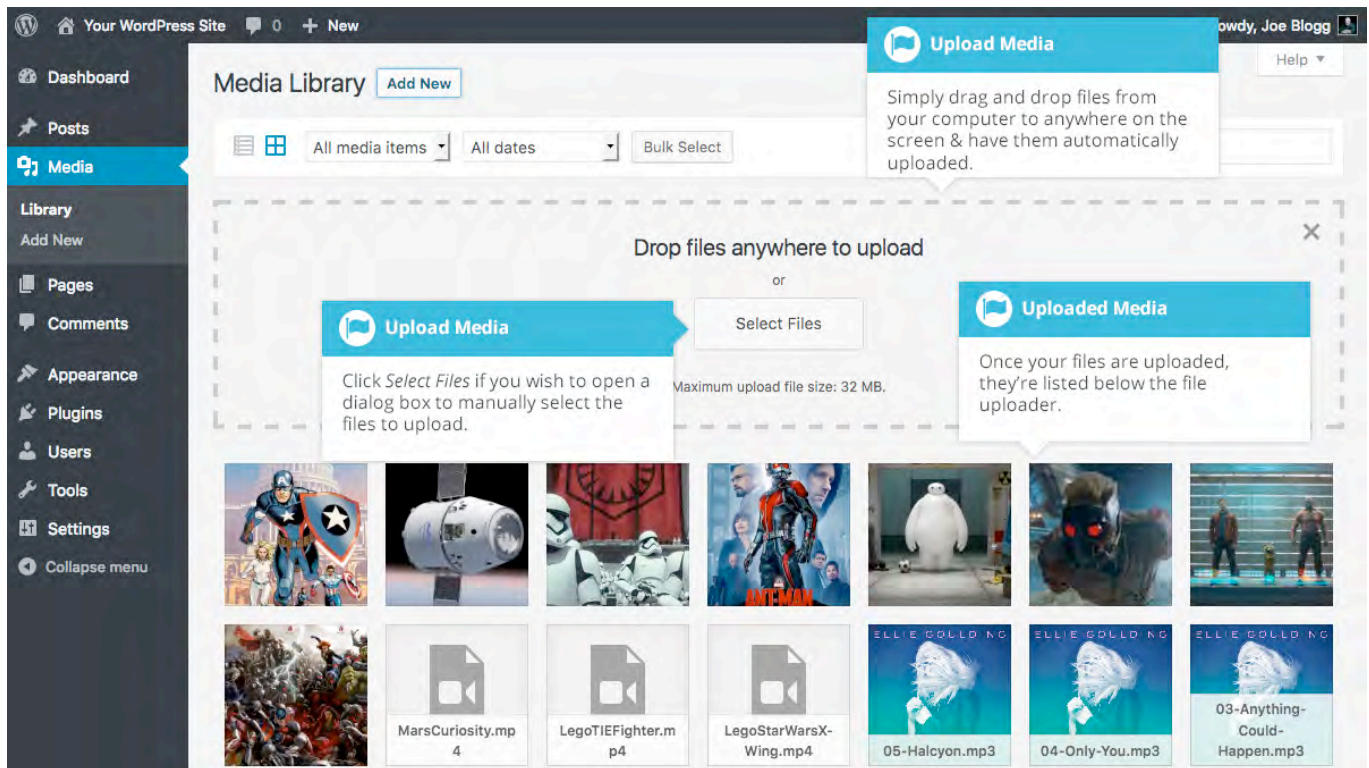 Your WordPress Site 0 + New
owdy, Joe Blogg
Dashboard
Posts
Media
Library
Add New
Pages
Comments
Appearance
Plugins
Users
Tools
Settings
Collapse menu
Help
Media Library Add New
All media items All dates Bulk Select
Upload Media
Simply drag and drop files from
your computer to anywhere on the
screen & have them automatically
uploaded.
Drop files anywhere to upload
or
Select Files
Maximum upload file size: 32 MB.
Upload Media
Click Select Files if you wish to open a
dialog box to manually select the
files to upload.
Uploaded Media
Once your files are uploaded,
they’re listed below the file
uploader.
ANT-MAN
MarsCuriosity.mp
4
LegoTIEFighter.m
p4
LegoStarWarsX-
Wing.mp4
ELLIE GOULDING
05-Halcyon.mp3
ELLIE GOULDING
04-Only-You.mp3
ELLIE GOULDING
03-Anything-
Could-
Happen.mp3